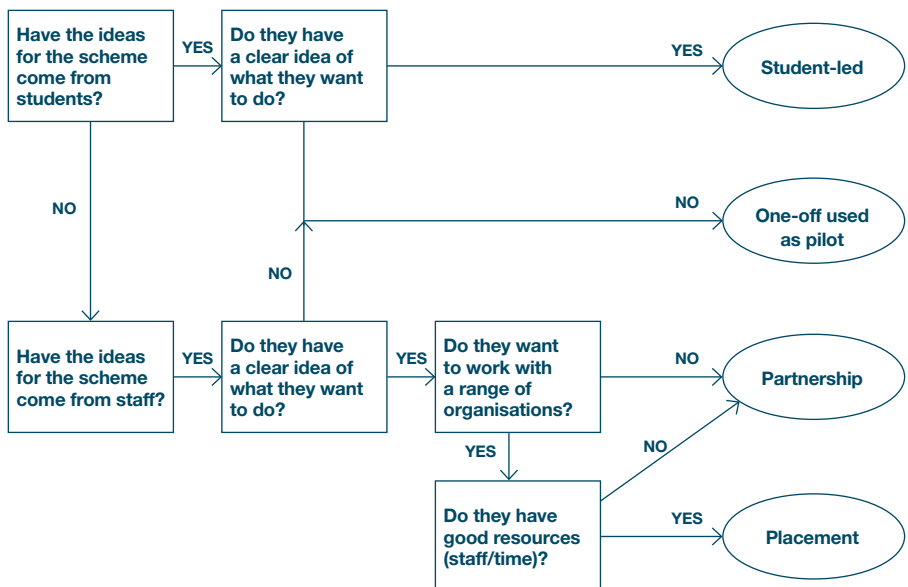 Have the ideas
for the scheme
come from
students?
YES
Do they have
a clear idea of
what they want
to do?
YES
Student-led
NO
NO
One-off used
as pilot
NO
Have the ideas
for the scheme
come from staff?
YES
Do they have
a clear idea of
what they want
to do?
YES
Do they want
to work with
a range of
organisations?
NO
Partnership
YES
NO
Do they have
good resources
(staff/time)?
YES
Placement